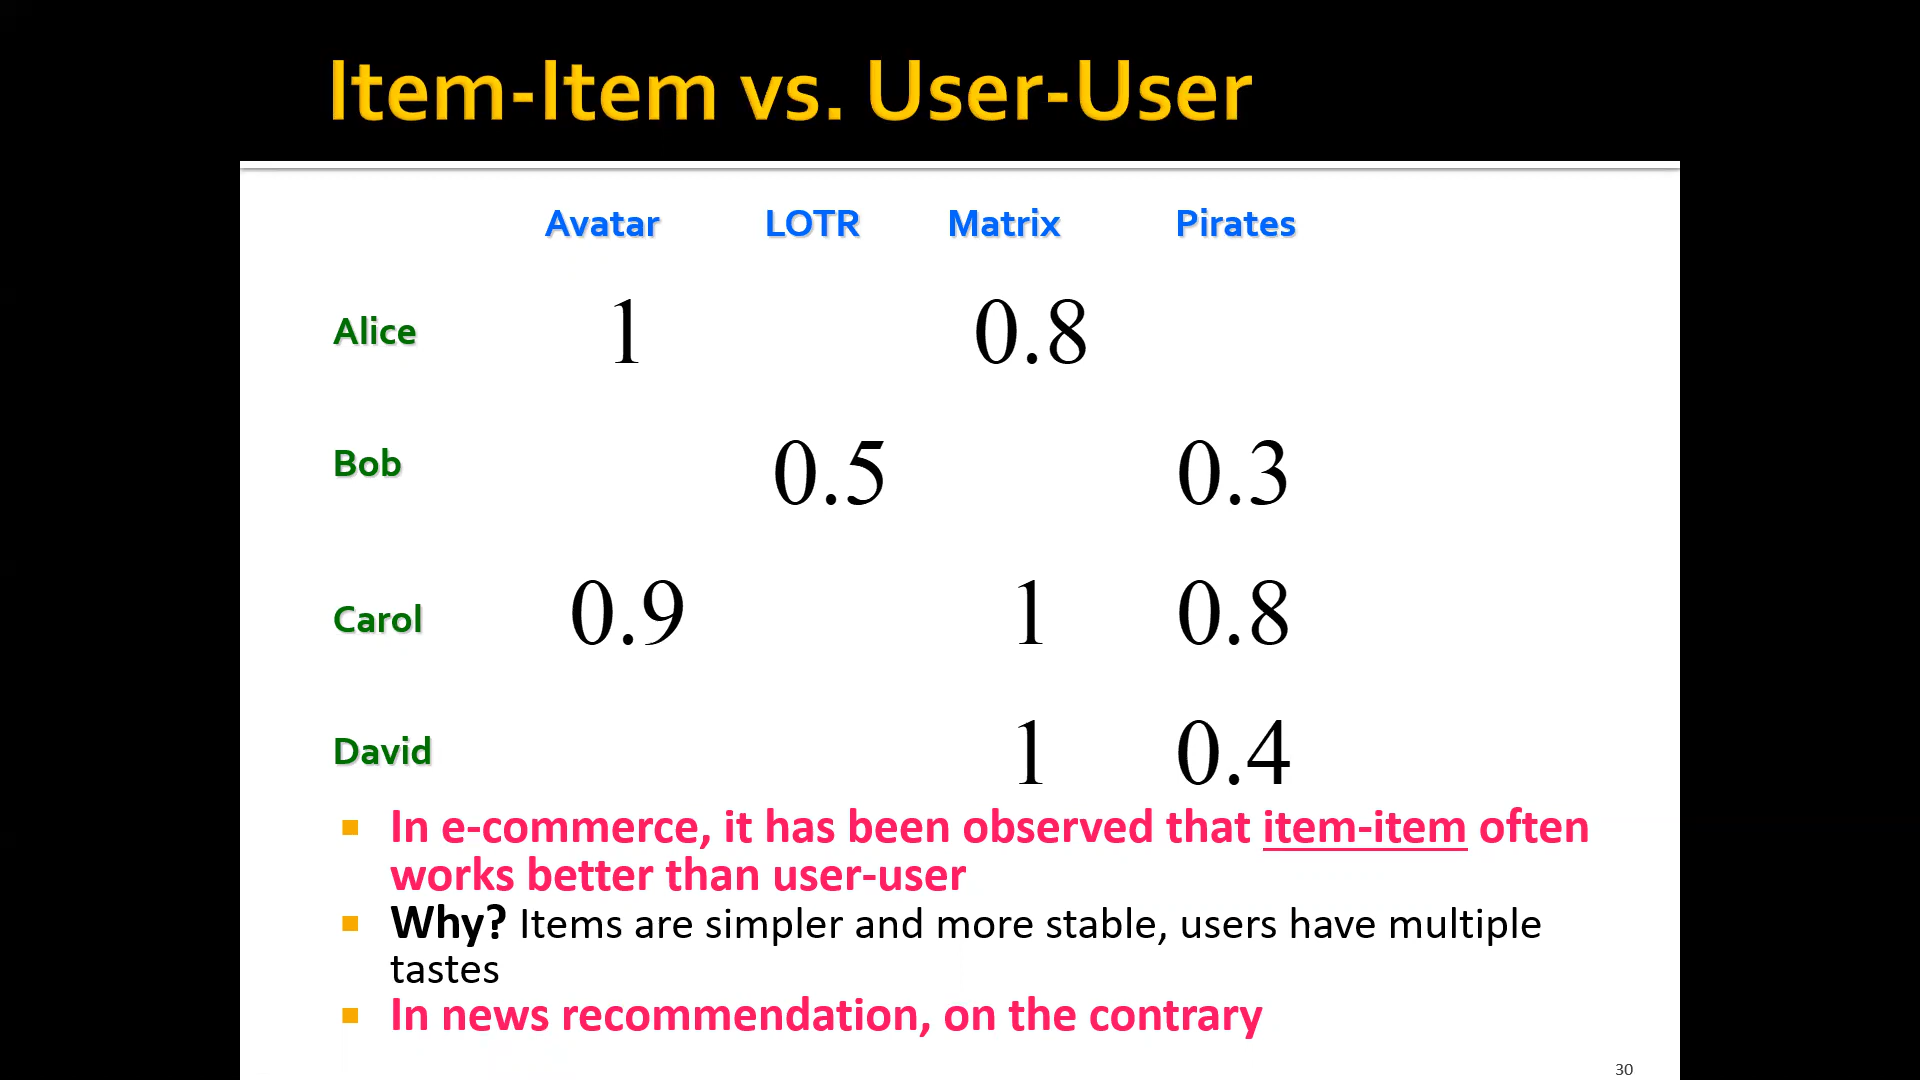 Item-Item vs. User-User
Avatar LOTR Matrix Pirates
Alice 1 0.8
Bob 0.5 0.3
Carol 0.9 1 0.8
David 1 0.4
In e-commerce, it has been observed that item-item often
works better than user-user
Why? Items are simpler and more stable, users have multiple
tastes
In news recommendation, on the contrary
30